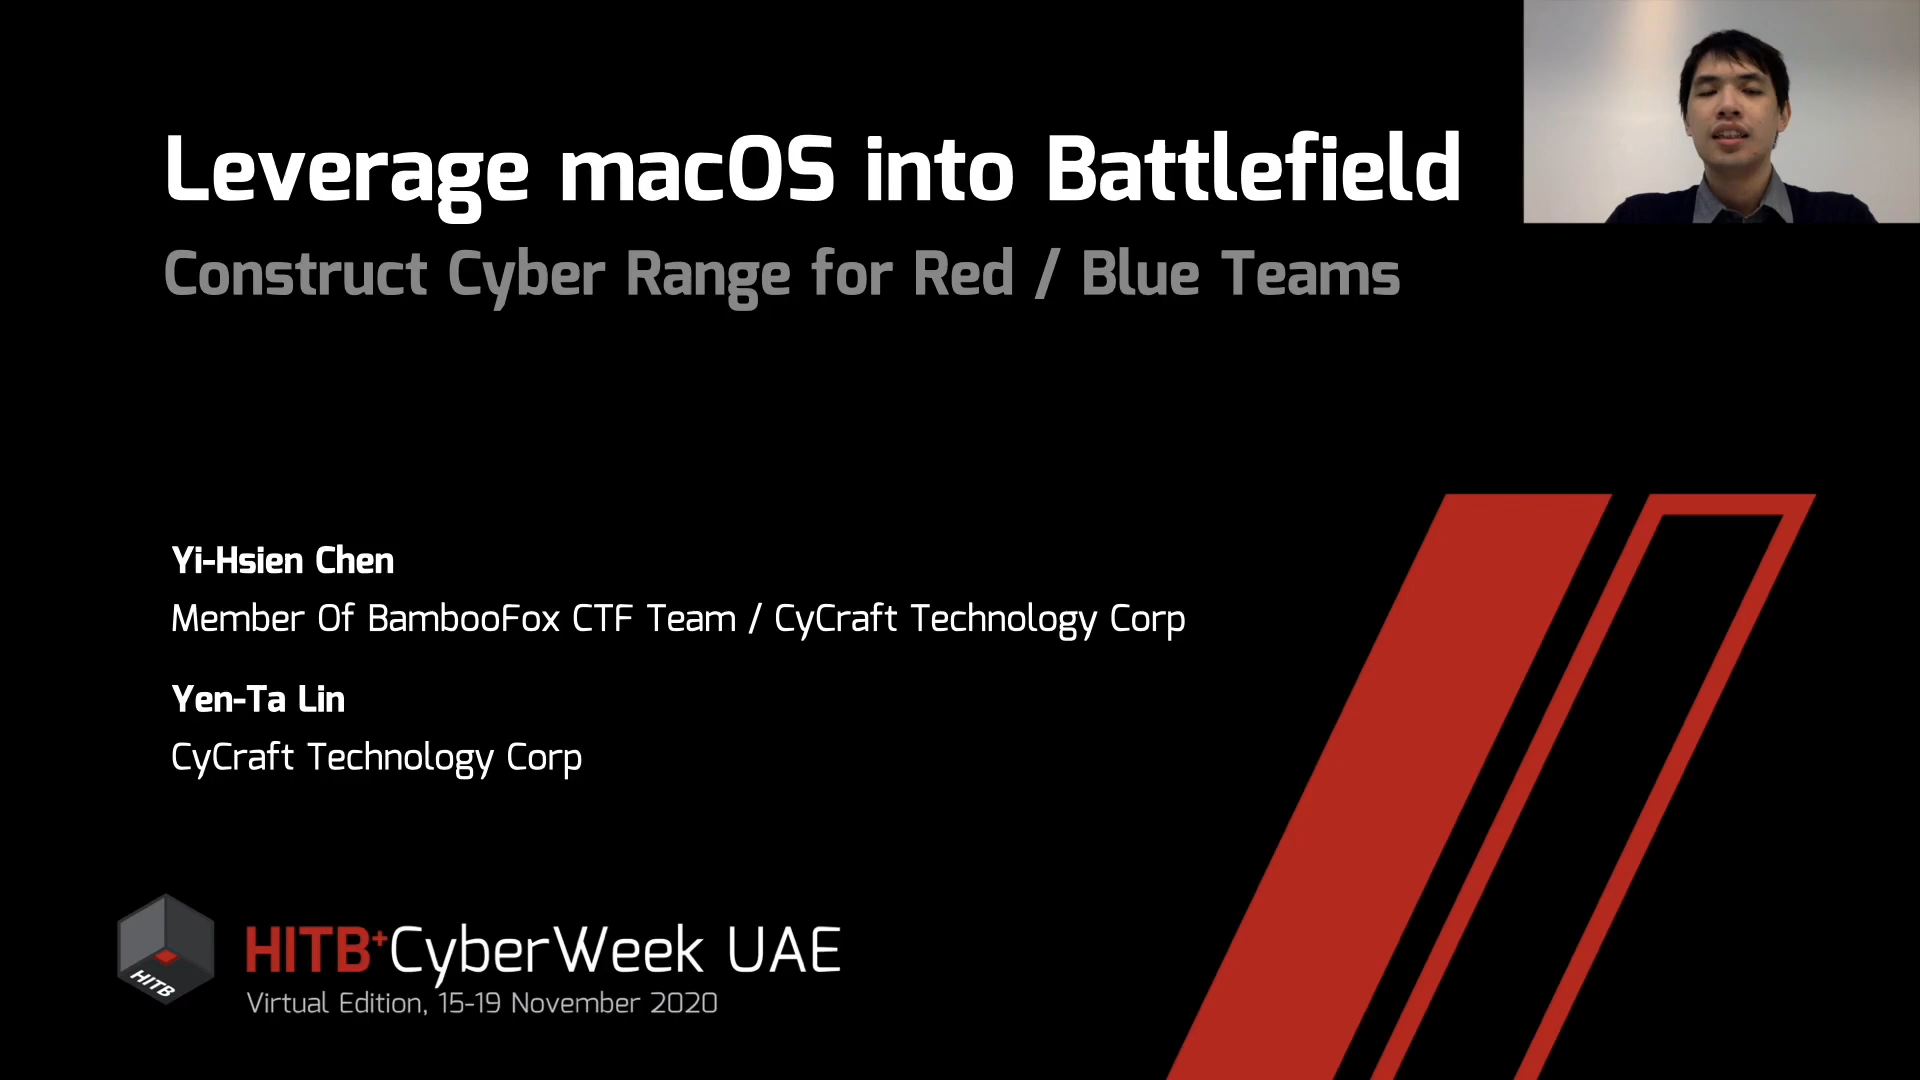 Leverage macOS into Battlefield
Construct Cyber Range for Red / Blue Teams
Yi-Hsien Chen
Member Of BambooFox CTF Team / CyCraft Technology Corp
Yen-Ta Lin
CyCraft Technology Corp
HITB
HITB+CyberWeek UAE
Virtual Edition, 15-19 November 2020